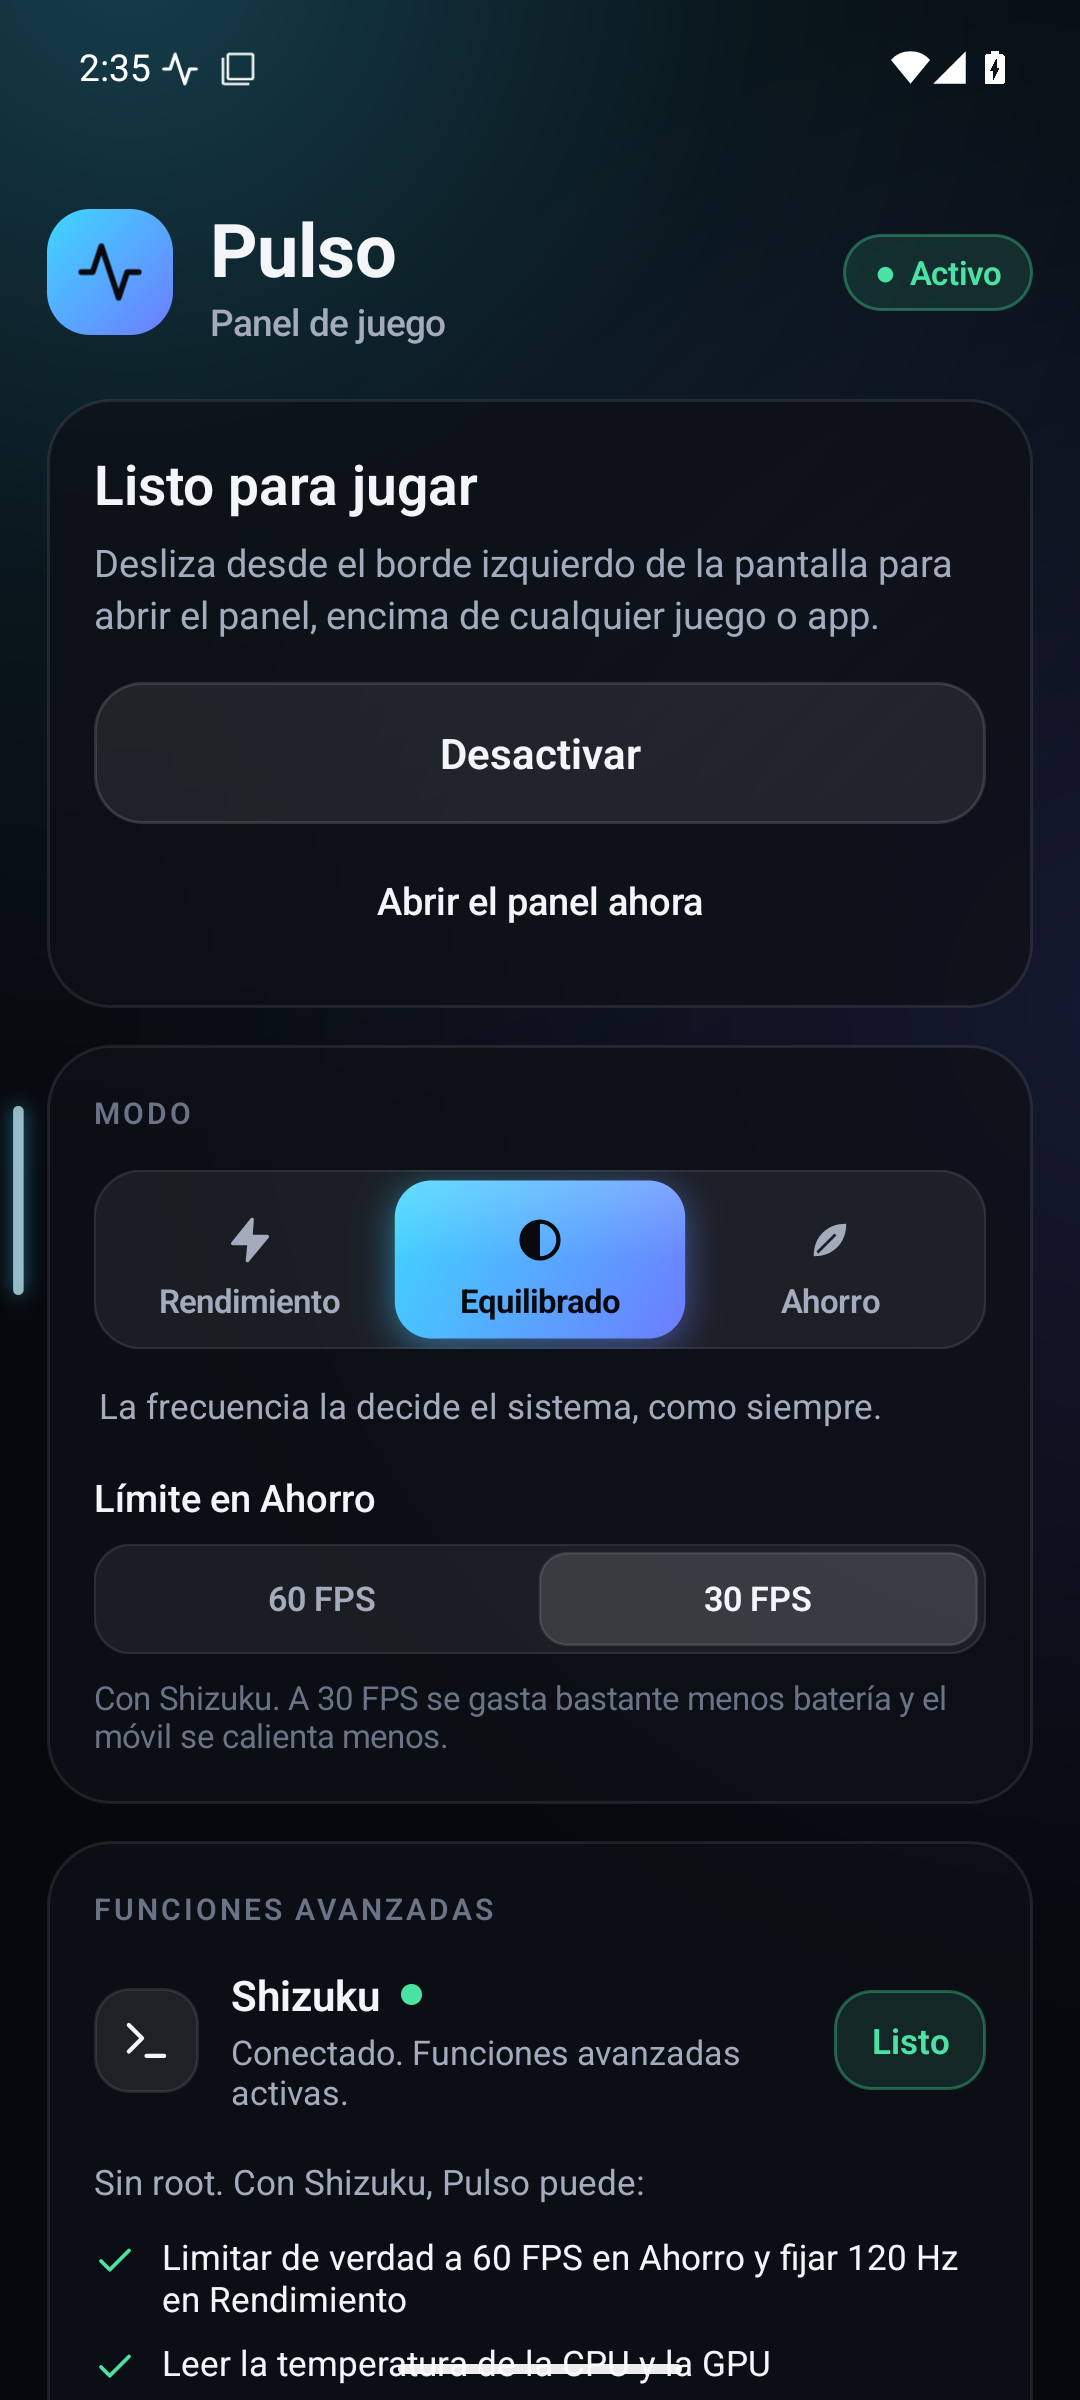 2:35
Pulso
Panel de juego
Activo
Listo para jugar
Desliza desde el borde izquierdo de la pantalla para
abrir el panel, encima de cualquier juego o app.
Desactivar
Abrir el panel ahora
MODO
Rendimiento
Equilibrado
Ahorro
La frecuencia la decide el sistema, como siempre.
Límite en Ahorro
60 FPS
30 FPS
Con Shizuku. A 30 FPS se gasta bastante menos batería y el
móvil se calienta menos.
FUNCIONES AVANZADAS
Shizuku
Conectado. Funciones avanzadas
activas.
Listo
Sin root. Con Shizuku, Pulso puede:
Limitar de verdad a 60 FPS en Ahorro y fijar 120 Hz
en Rendimiento
Leer la temperatura de la CPU y la GPU